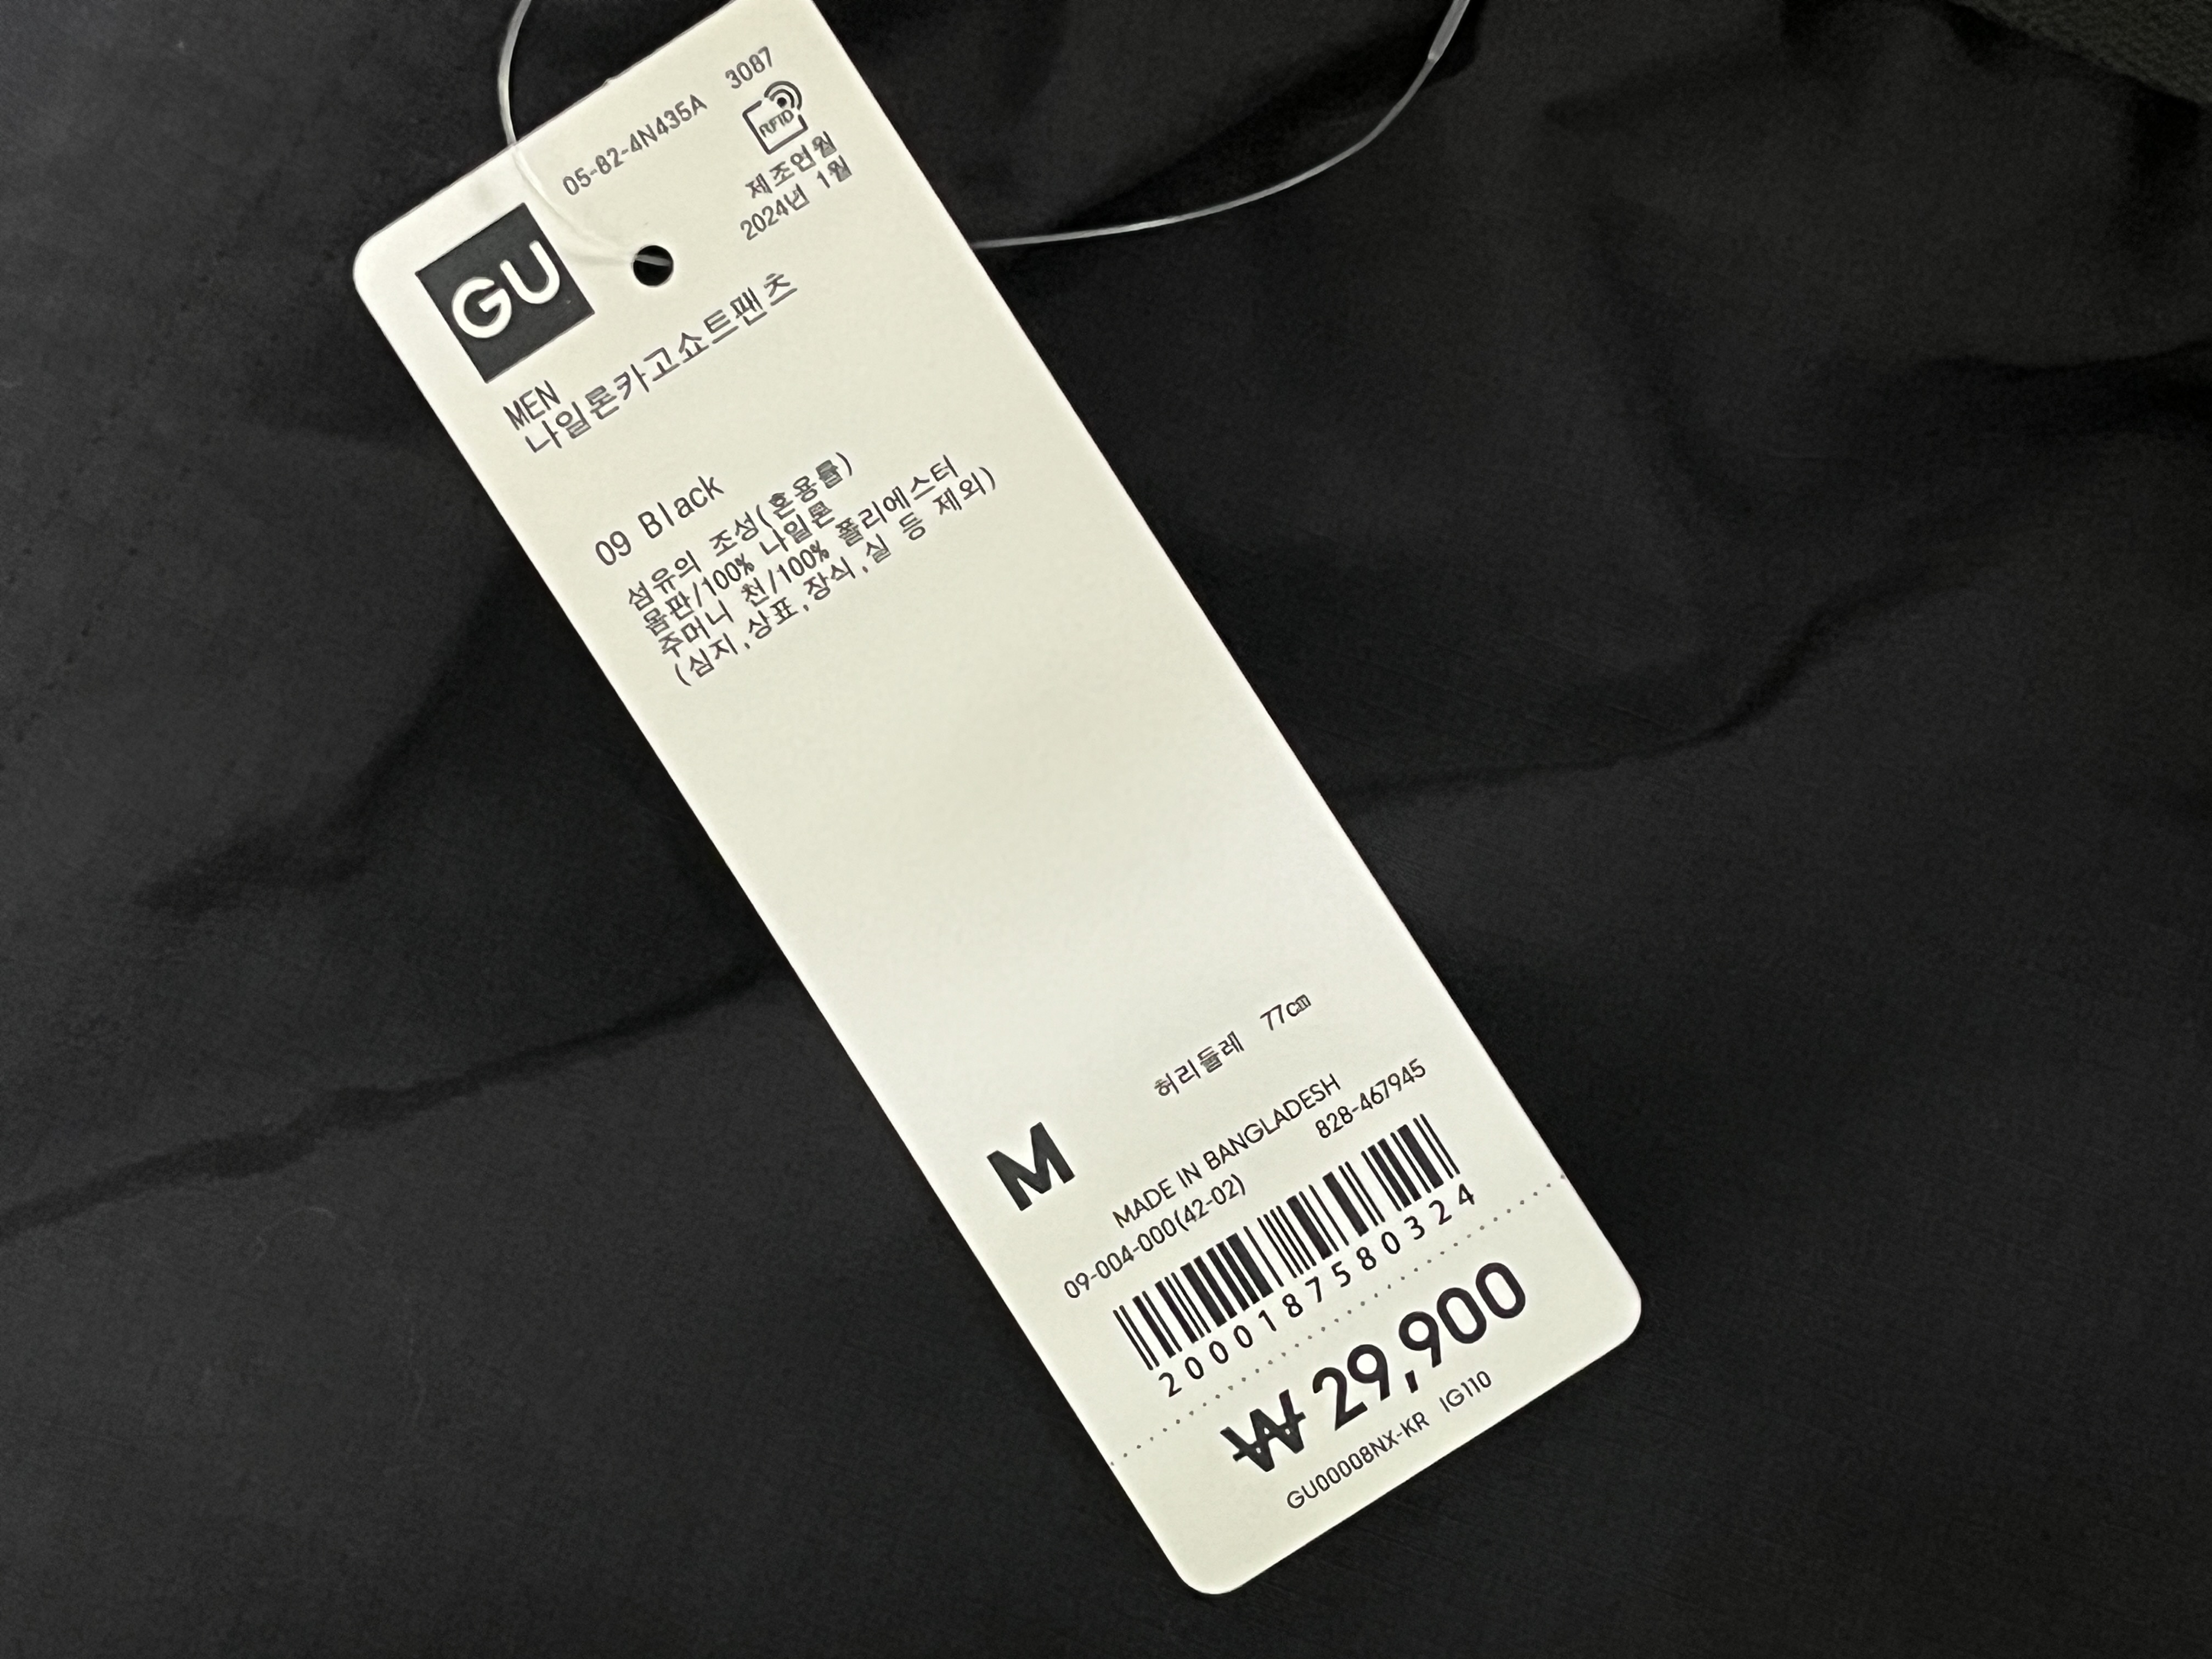 05-82-4N435A 3087
RFID
제조연월
2024년 1월
GU
MEN
나일론카고쇼트팬츠
09 Black
섬유의 조성(혼용률)
몸판/100% 나일론
주머니 천/100% 폴리에스터
(심지,상표,장식,실 등 제외)
허리둘레 77cm
M
MADE IN BANGLADESH
09-004-000(42-02) 828-467945
2000187580324
₩29,900
GU00008NX-KR IG110